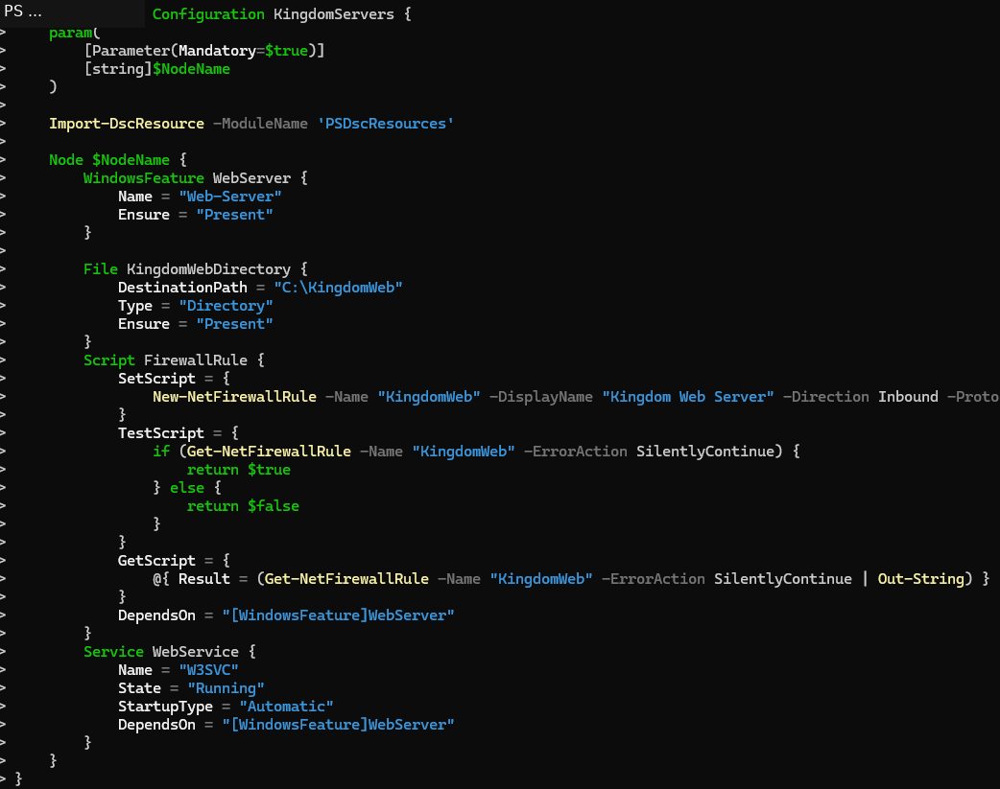 PS ... Configuration KingdomServers {
>     param(
>         [Parameter(Mandatory=$true)]
>         [string]$NodeName
>     )
>
>     Import-DscResource -ModuleName 'PSDscResources'
>
>     Node $NodeName {
>         WindowsFeature WebServer {
>             Name = "Web-Server"
>             Ensure = "Present"
>         }
>
>         File KingdomWebDirectory {
>             DestinationPath = "C:\KingdomWeb"
>             Type = "Directory"
>             Ensure = "Present"
>         }
>         Script FirewallRule {
>             SetScript = {
>                 New-NetFirewallRule -Name "KingdomWeb" -DisplayName "Kingdom Web Server" -Direction Inbound -Proto
>             }
>             TestScript = {
>                 if (Get-NetFirewallRule -Name "KingdomWeb" -ErrorAction SilentlyContinue) {
>                     return $true
>                 } else {
>                     return $false
>                 }
>             }
>             GetScript = {
>                 @{ Result = (Get-NetFirewallRule -Name "KingdomWeb" -ErrorAction SilentlyContinue | Out-String) }
>             }
>             DependsOn = "[WindowsFeature]WebServer"
>         }
>         Service WebService {
>             Name = "W3SVC"
>             State = "Running"
>             StartupType = "Automatic"
>             DependsOn = "[WindowsFeature]WebServer"
>         }
>     }
> }